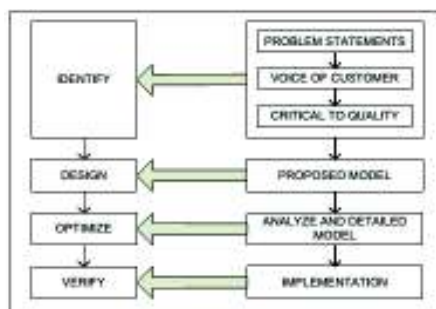 PROBLEM STATEMENTS
IDENTIFY
VOICE OF CUSTOMER
CRITICAL TO QUALITY
DESIGN
PROPOSED MODEL
OPTIMIZE
ANALYZE AND DETAILED
MODEL
VERIFY
IMPLEMENTATION